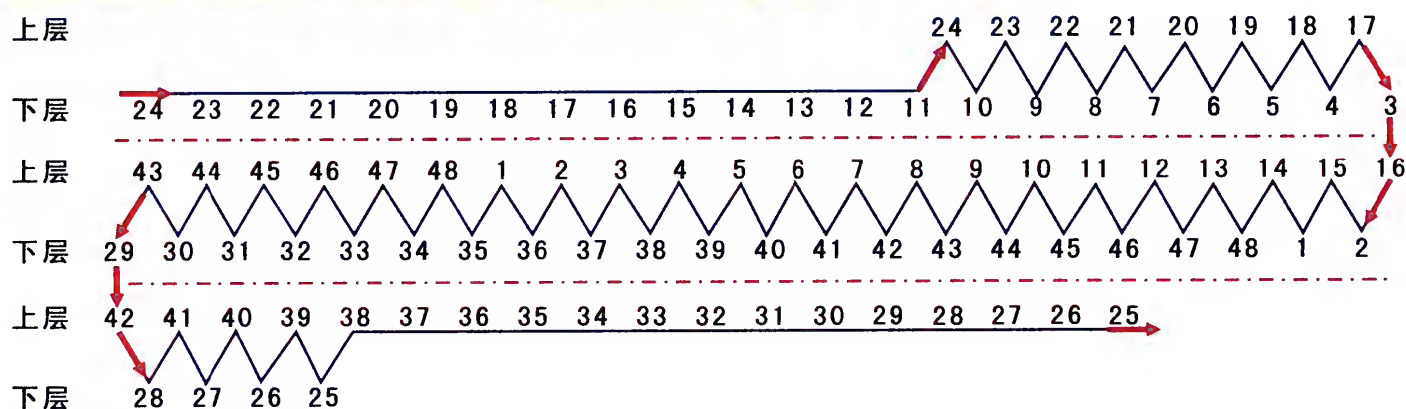 上层 24 23 22 21 20 19 18 17
下层 24 23 22 21 20 19 18 17 16 15 14 13 12 11 10 9 8 7 6 5 4 3
上层 43 44 45 46 47 48 1 2 3 4 5 6 7 8 9 10 11 12 13 14 15 16
下层 29 30 31 32 33 34 35 36 37 38 39 40 41 42 43 44 45 46 47 48 1 2
上层 42 41 40 39 38 37 36 35 34 33 32 31 30 29 28 27 26 25
下层 28 27 26 25